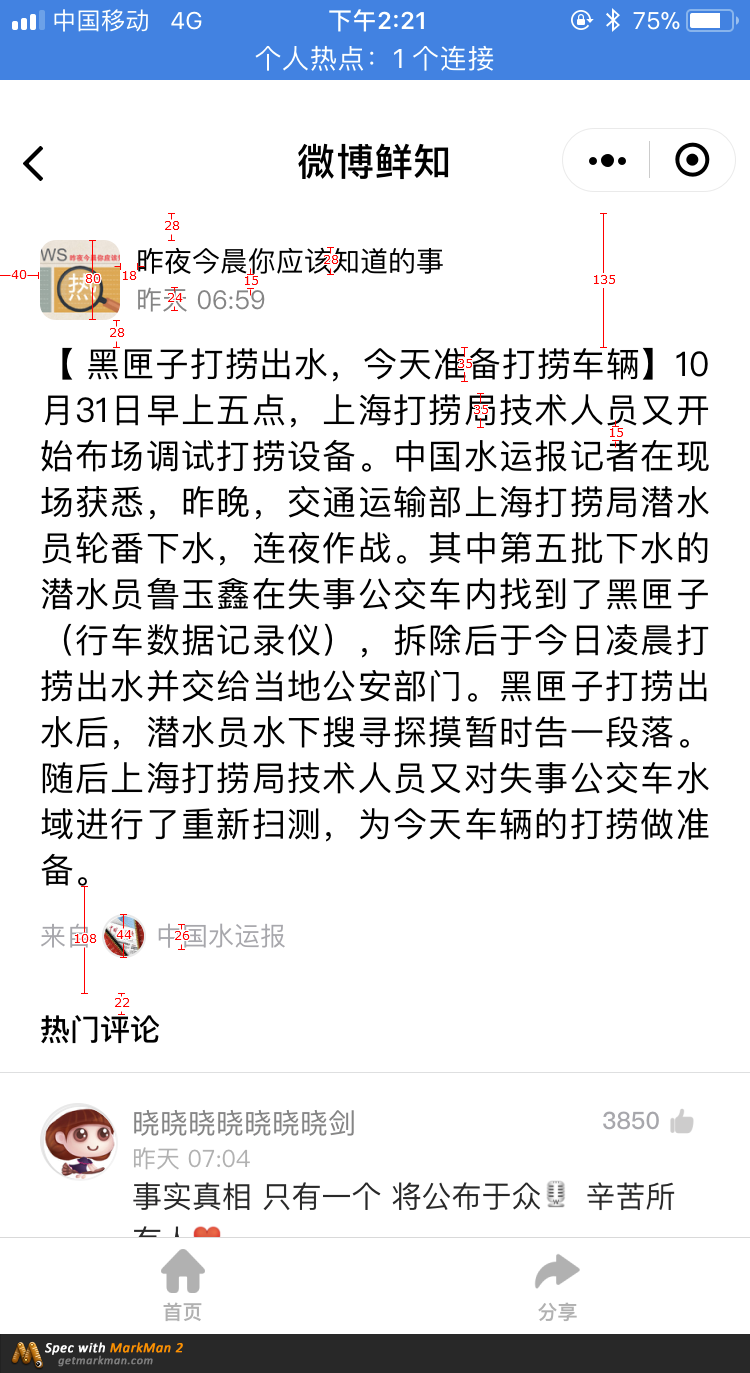 中国移动 4G 下午2:21 75%
个人热点：1 个连接
微博鲜知
28
WS 昨夜今晨你应该
热
昨夜今晨你应该知道的事
28
40
80
18
15
135
昨天 06:59
24
28
【 黑匣子打捞出水，今天准备打捞车辆】10
35
月31日早上五点，上海打捞局技术人员又开
35
15
始布场调试打捞设备。中国水运报记者在现
场获悉，昨晚，交通运输部上海打捞局潜水
员轮番下水，连夜作战。其中第五批下水的
潜水员鲁玉鑫在失事公交车内找到了黑匣子
（行车数据记录仪），拆除后于今日凌晨打
捞出水并交给当地公安部门。黑匣子打捞出
水后，潜水员水下搜寻探摸暂时告一段落。
随后上海打捞局技术人员又对失事公交车水
域进行了重新扫测，为今天车辆的打捞做准
备。
来自 中国水运报
108
44
26
22
热门评论
晓晓晓晓晓晓晓剑 3850
昨天 07:04
事实真相 只有一个 将公布于众 辛苦所
有人
首页 分享
Spec with MarkMan 2
getmarkman.com